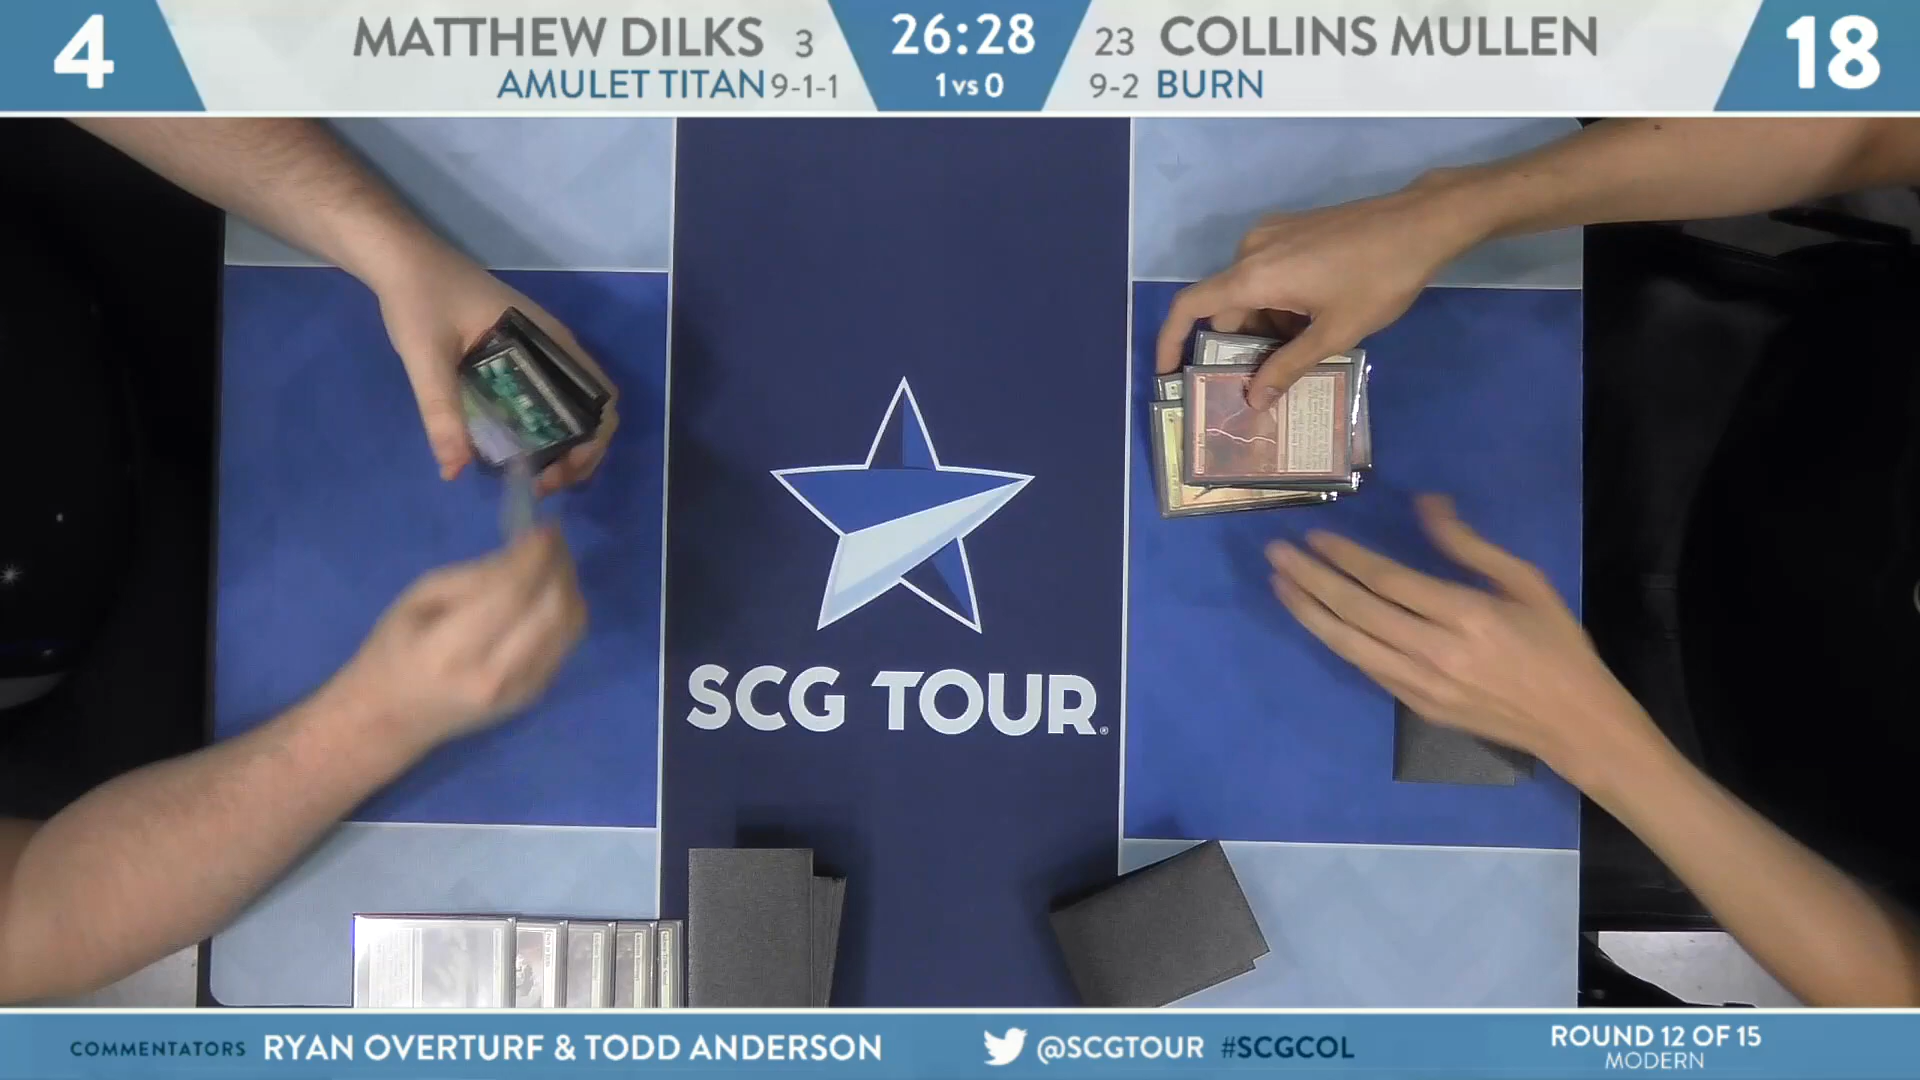 4
MATTHEW DILKS 3
AMULET TITAN 9-1-1
26:28
1 vs 0
23 COLLINS MULLEN
9-2 BURN
18
SCG TOUR®
COMMENTATORS RYAN OVERTURF & TODD ANDERSON
@SCGTOUR #SCGCOL
ROUND 12 OF 15
MODERN